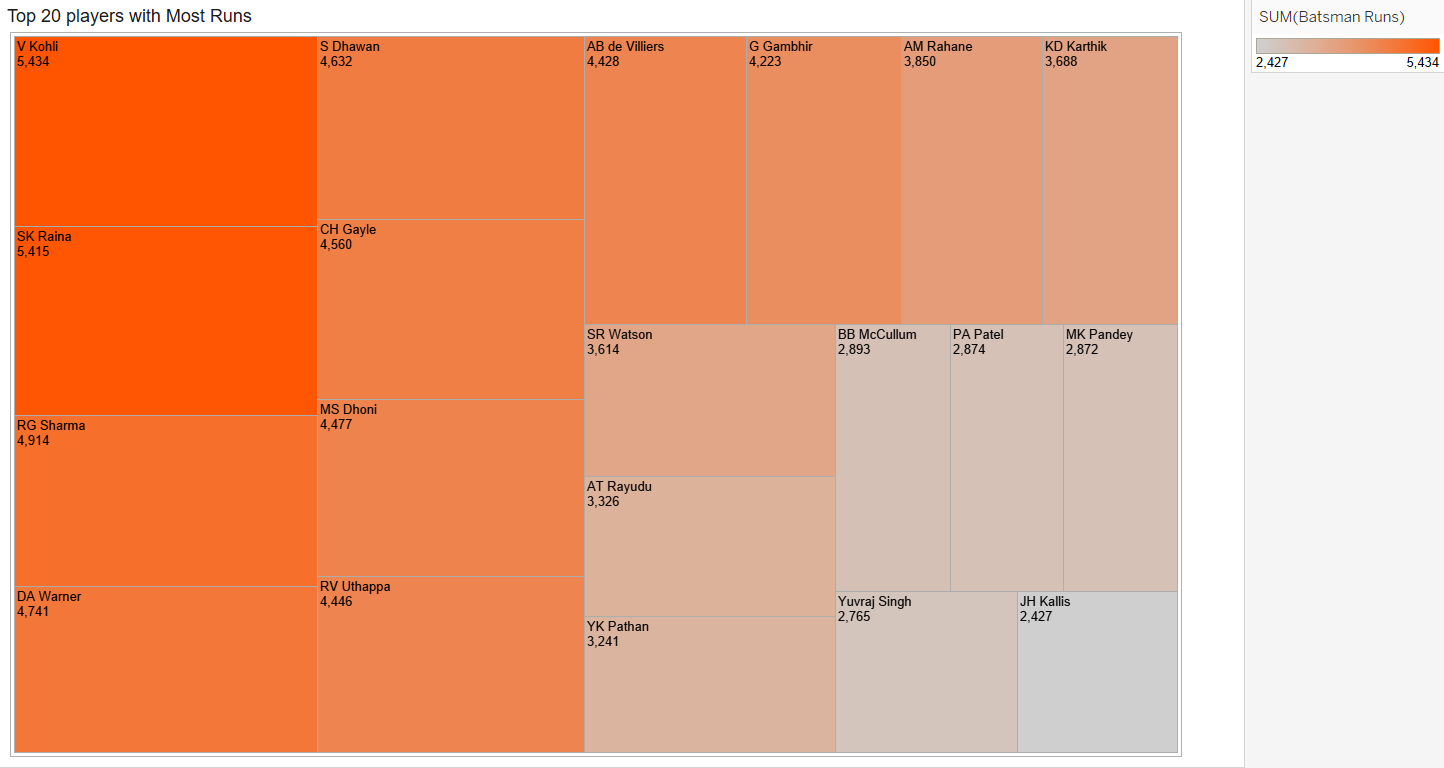 Top 20 players with Most Runs
V Kohli
5,434
SK Raina
5,415
RG Sharma
4,914
DA Warner
4,741
S Dhawan
4,632
CH Gayle
4,560
MS Dhoni
4,477
RV Uthappa
4,446
AB de Villiers
4,428
G Gambhir
4,223
AM Rahane
3,850
KD Karthik
3,688
SR Watson
3,614
AT Rayudu
3,326
YK Pathan
3,241
BB McCullum
2,893
PA Patel
2,874
MK Pandey
2,872
Yuvraj Singh
2,765
JH Kallis
2,427
SUM(Batsman Runs)
2,427 5,434